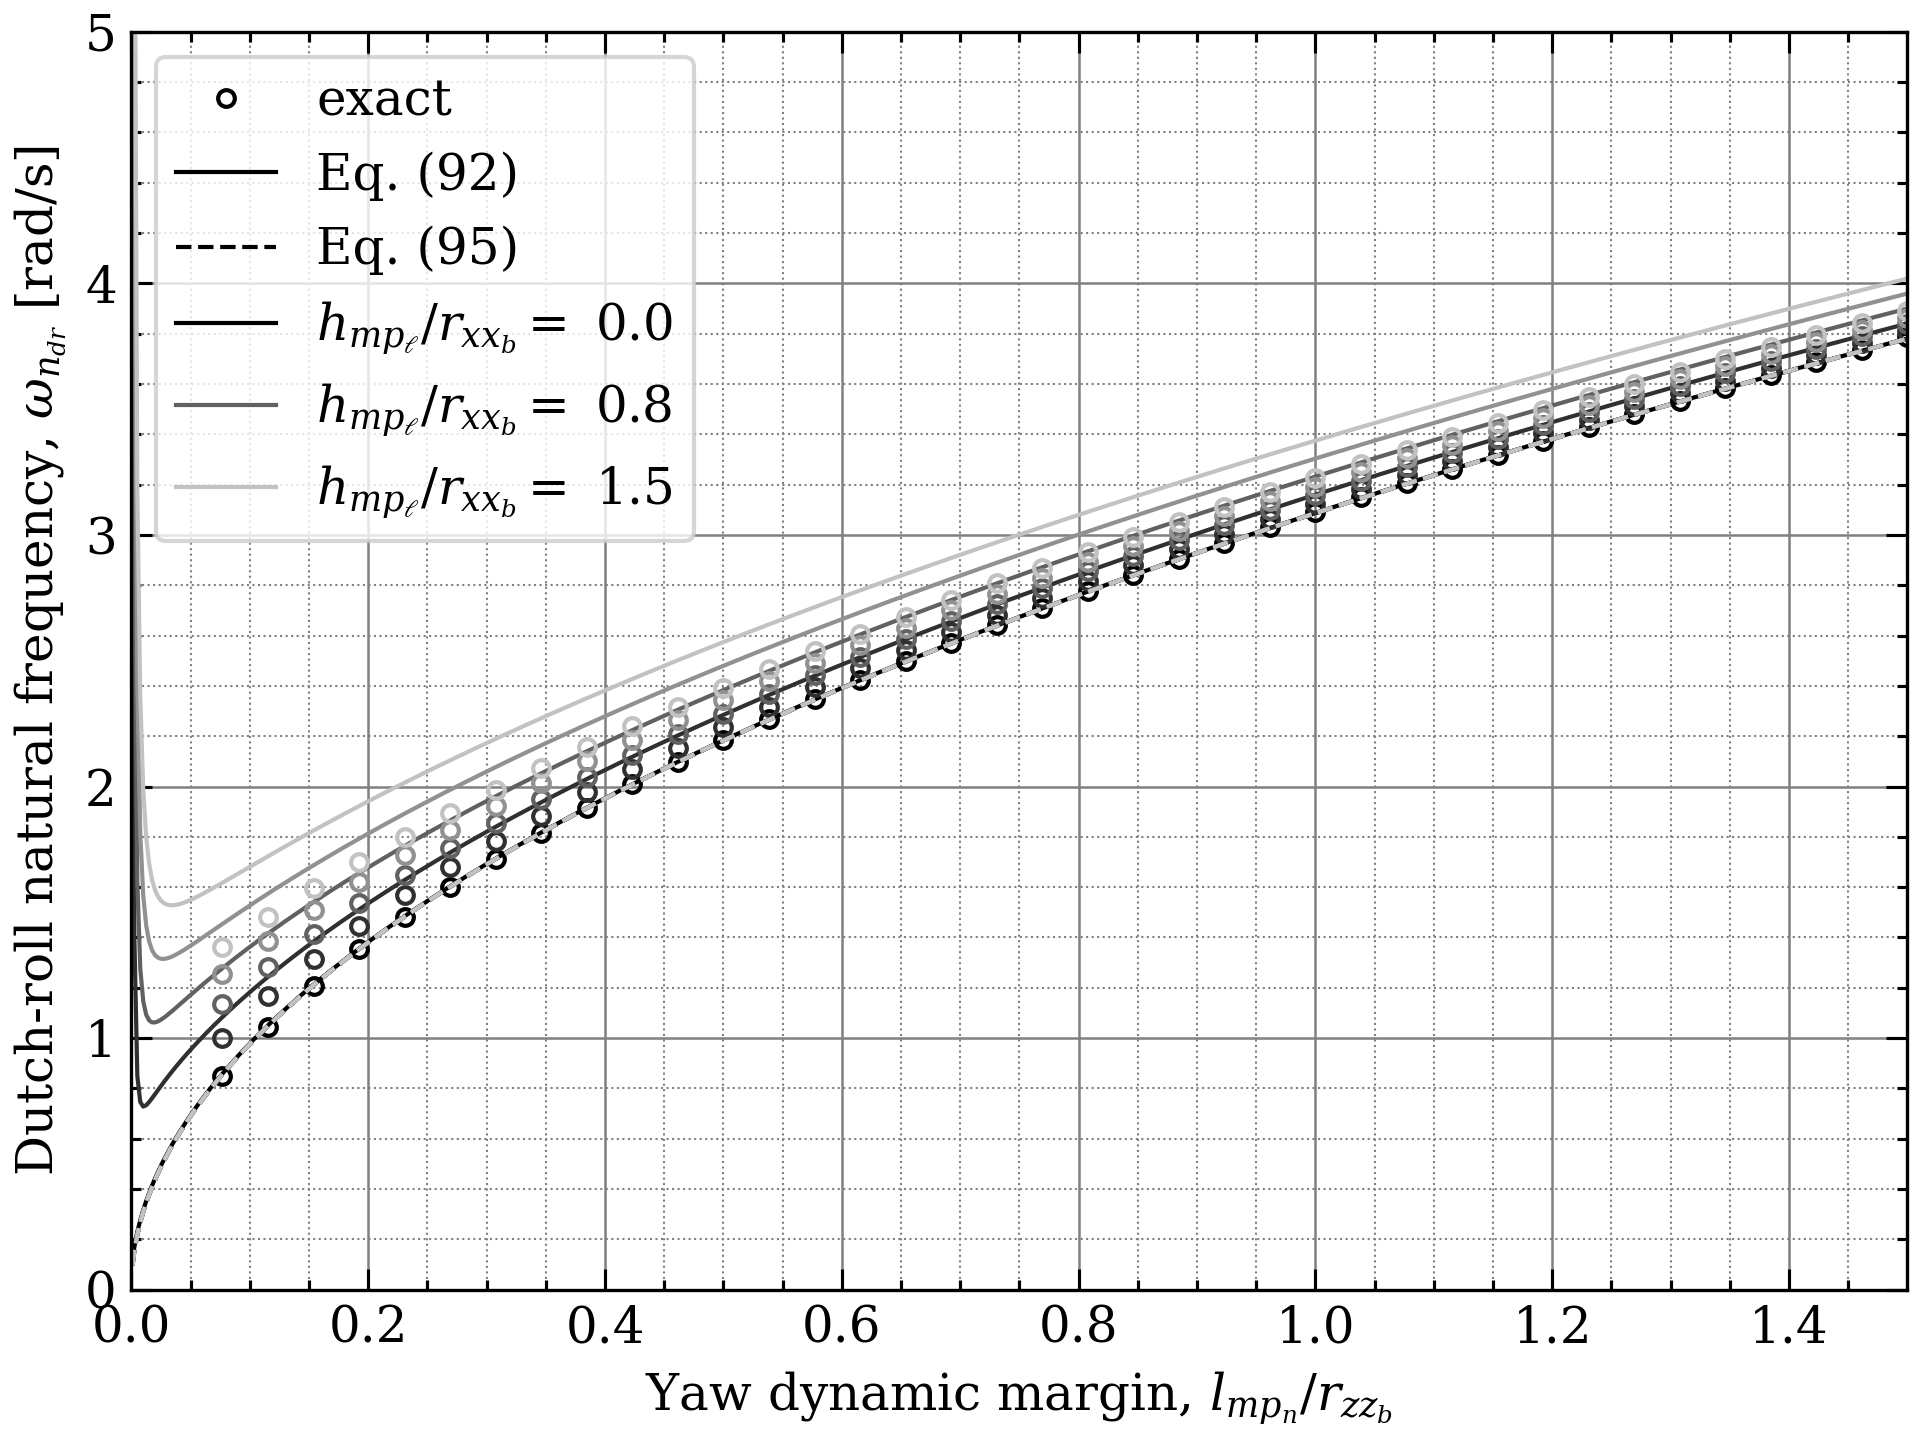 5
4
3
2
1
0
Dutch-roll natural frequency, ω_{n_{dr}} [rad/s]
exact
Eq. (92)
Eq. (95)
h_{mp_ℓ}/r_{xx_b} = 0.0
h_{mp_ℓ}/r_{xx_b} = 0.8
h_{mp_ℓ}/r_{xx_b} = 1.5
0.0 0.2 0.4 0.6 0.8 1.0 1.2 1.4
Yaw dynamic margin, l_{mp_n}/r_{zz_b}